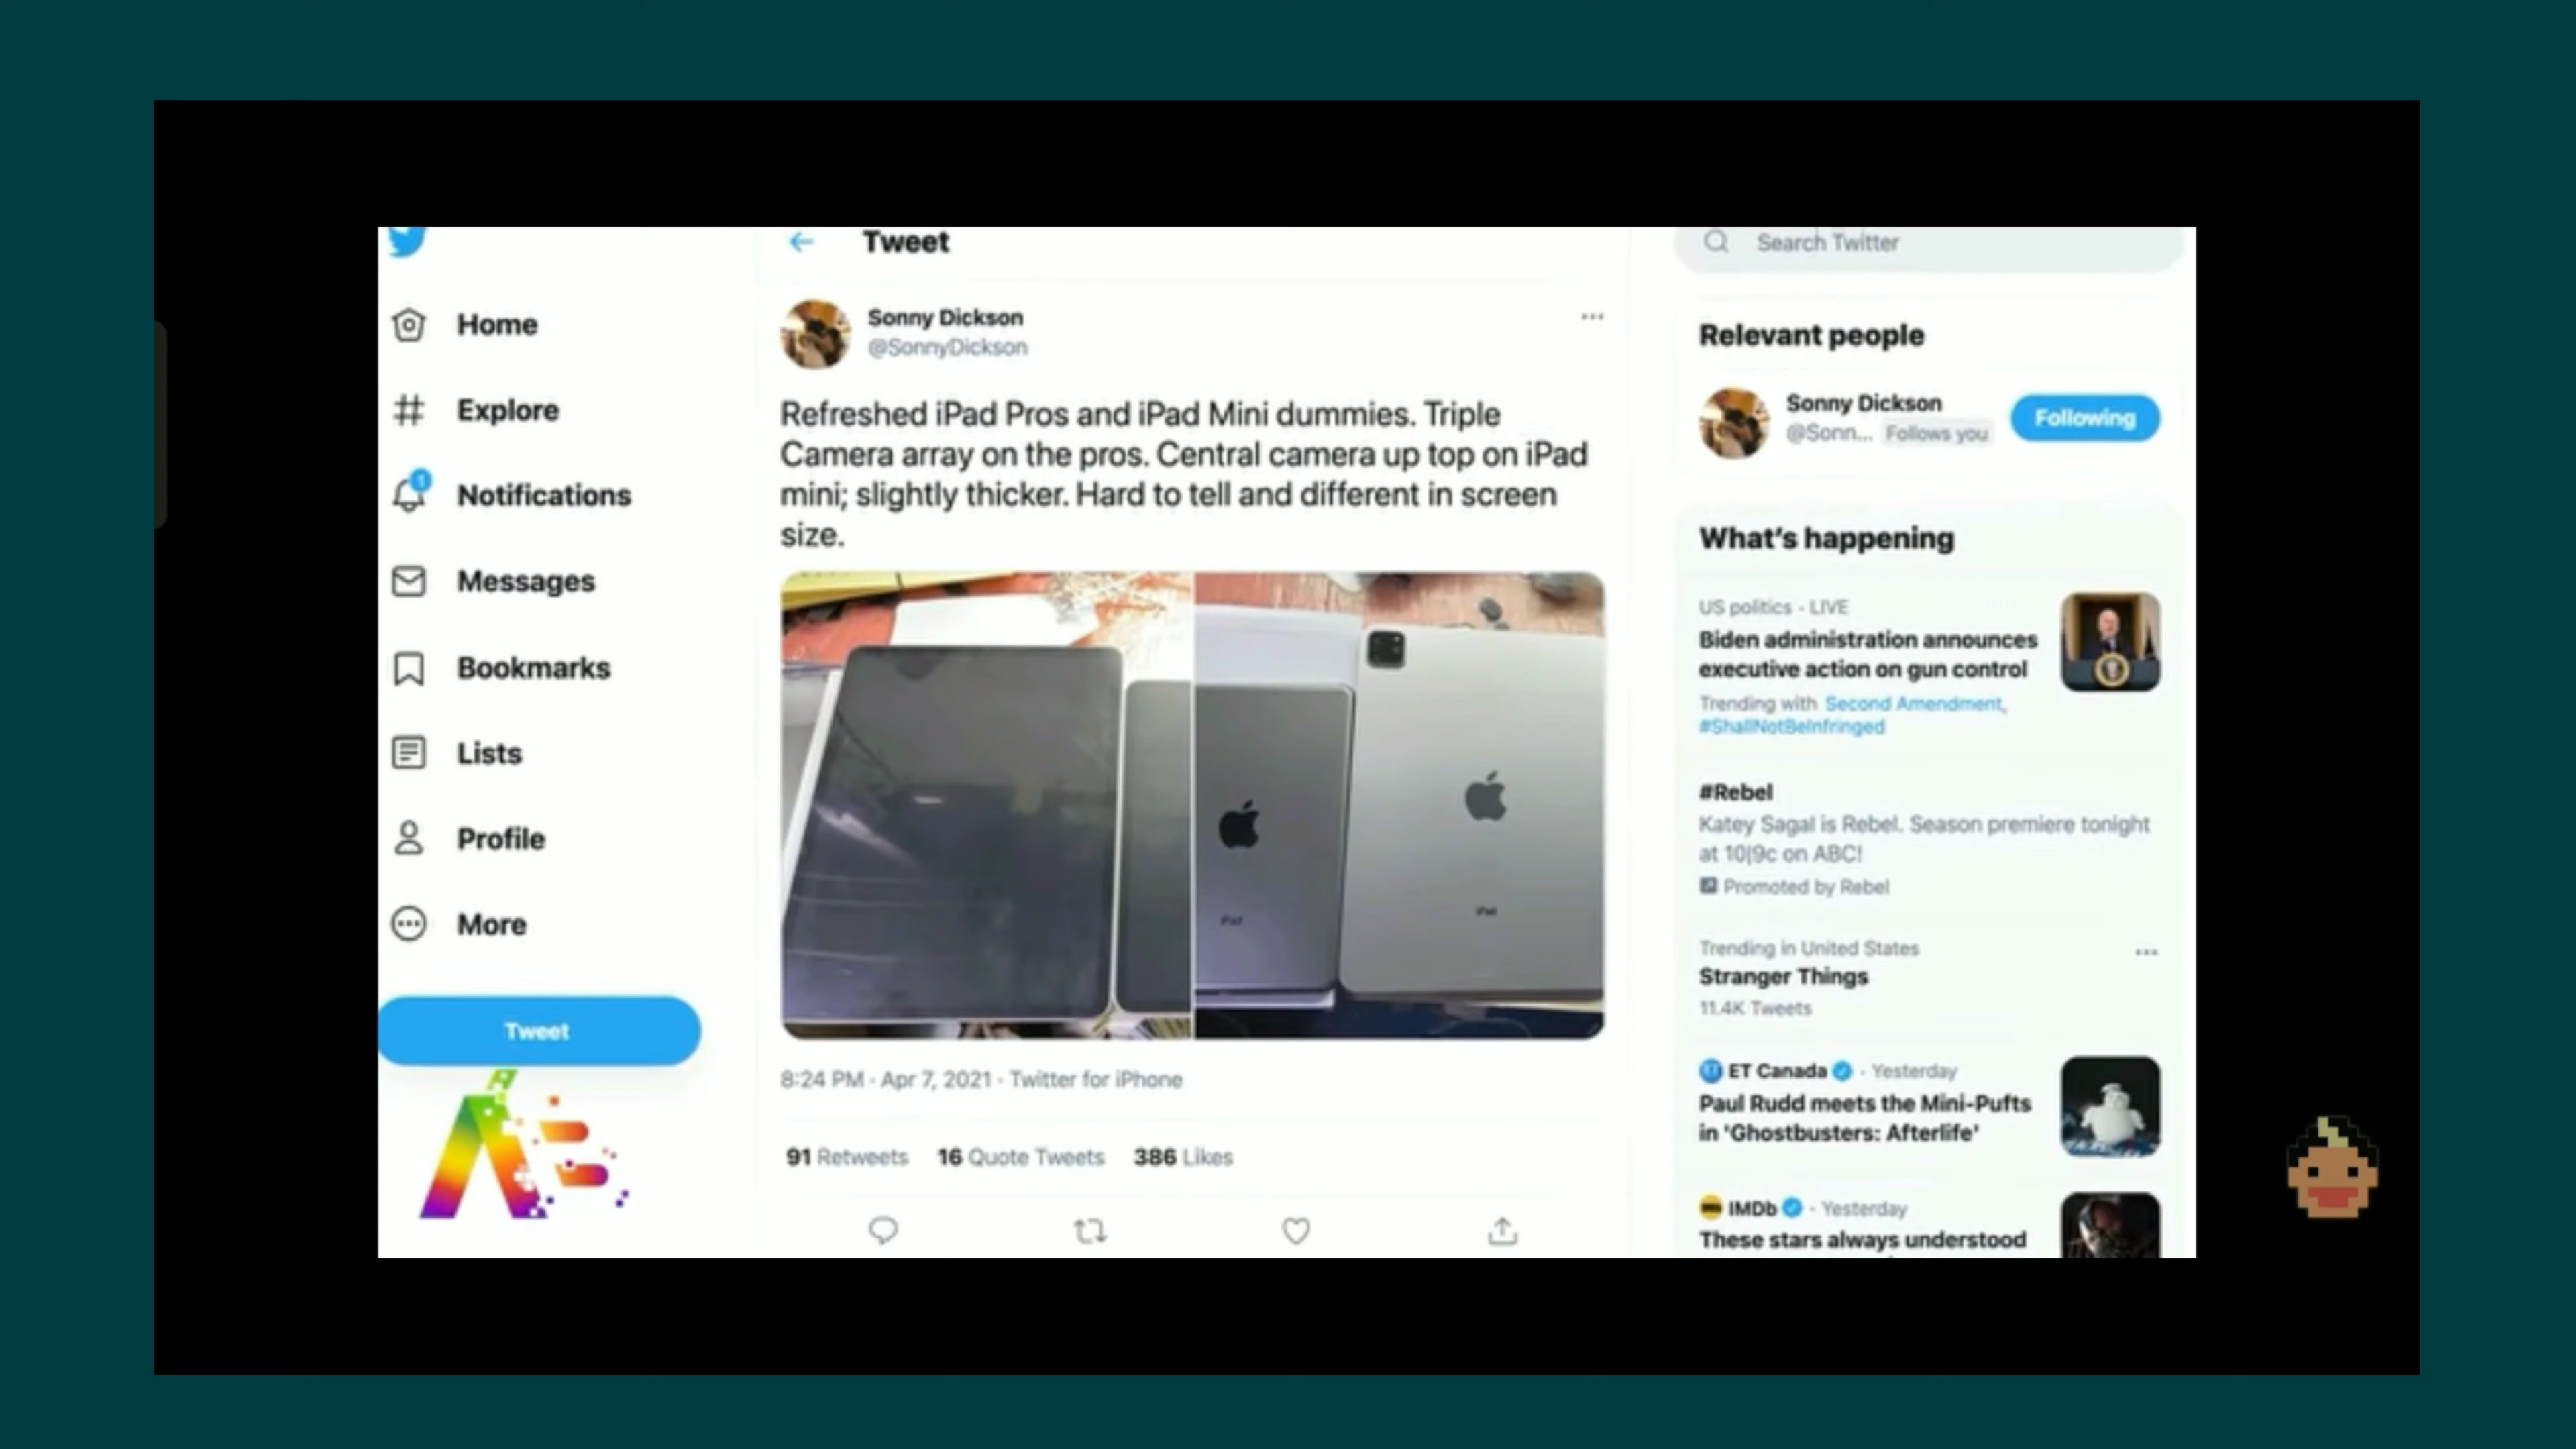 Home
Explore
1
Notifications
Messages
Bookmarks
Lists
Profile
More
Tweet
Tweet
Sonny Dickson
@SonnyDickson
Refreshed iPad Pros and iPad Mini dummies. Triple
Camera array on the pros. Central camera up top on iPad
mini; slightly thicker. Hard to tell and different in screen
size.
iPad
iPad
8:24 PM · Apr 7, 2021 · Twitter for iPhone
91 Retweets 16 Quote Tweets 386 Likes
Search Twitter
Relevant people
Sonny Dickson
@Sonn... Follows you
Following
What's happening
US politics · LIVE
Biden administration announces
executive action on gun control
Trending with Second Amendment,
#ShallNotBeInfringed
#Rebel
Katey Sagal is Rebel. Season premiere tonight
at 10|9c on ABC!
Promoted by Rebel
Trending in United States
Stranger Things
11.4K Tweets
ET Canada · Yesterday
Paul Rudd meets the Mini-Pufts
in 'Ghostbusters: Afterlife'
IMDb · Yesterday
These stars always understood